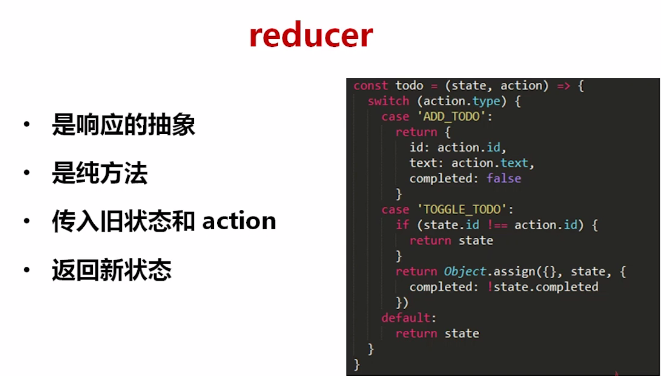 reducer
• 是响应的抽象
• 是纯方法
• 传入旧状态和 action
• 返回新状态
const todo = (state, action) => {
  switch (action.type) {
    case 'ADD_TODO':
      return {
        id: action.id,
        text: action.text,
        completed: false
      }
    case 'TOGGLE_TODO':
      if (state.id !== action.id) {
        return state
      }
      return Object.assign({}, state, {
        completed: !state.completed
      })
    default:
      return state
  }
}